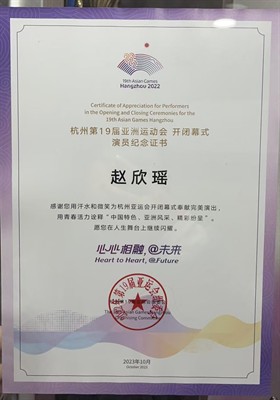 19th Asian Games
Hangzhou 2022
Certificate of Appreciation for Performers
in the Opening and Closing Ceremonies for the
19th Asian Games Hangzhou
杭州第19届亚洲运动会 开闭幕式
演员纪念证书
赵欣瑶
感谢您用汗水和微笑为杭州亚运会开闭幕式奉献完美演出，
用青春活力诠释“中国特色、亚洲风采、精彩纷呈”。
愿您在人生舞台上继续闪耀。
心心相融，@未来
Heart to Heart, @Future
2023年10月
October 2023